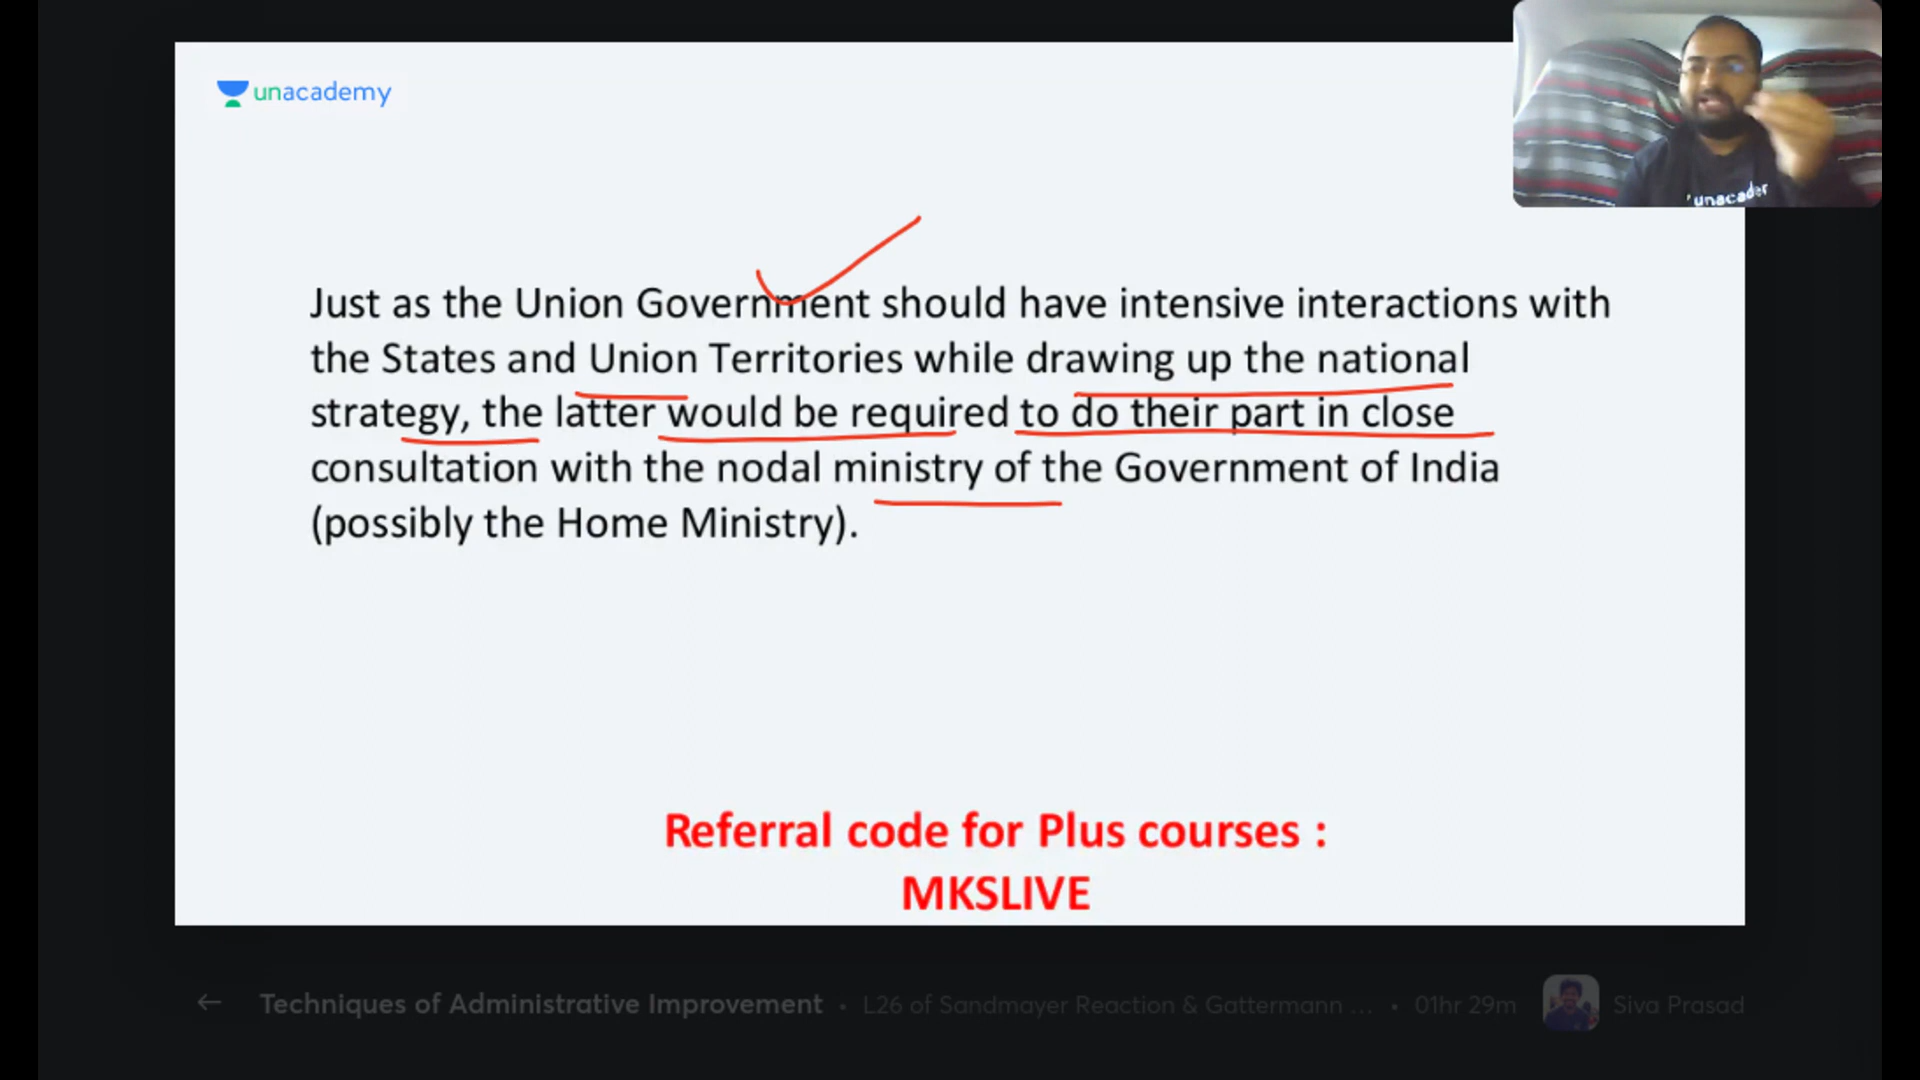 unacademy
unacader
Just as the Union Government should have intensive interactions with
the States and Union Territories while drawing up the national
strategy, the latter would be required to do their part in close
consultation with the nodal ministry of the Government of India
(possibly the Home Ministry).
Referral code for Plus courses :
MKSLIVE
← Techniques of Administrative Improvement • L26 of Sandmayer Reaction & Gattermann ... • 01hr 29m Siva Prasad